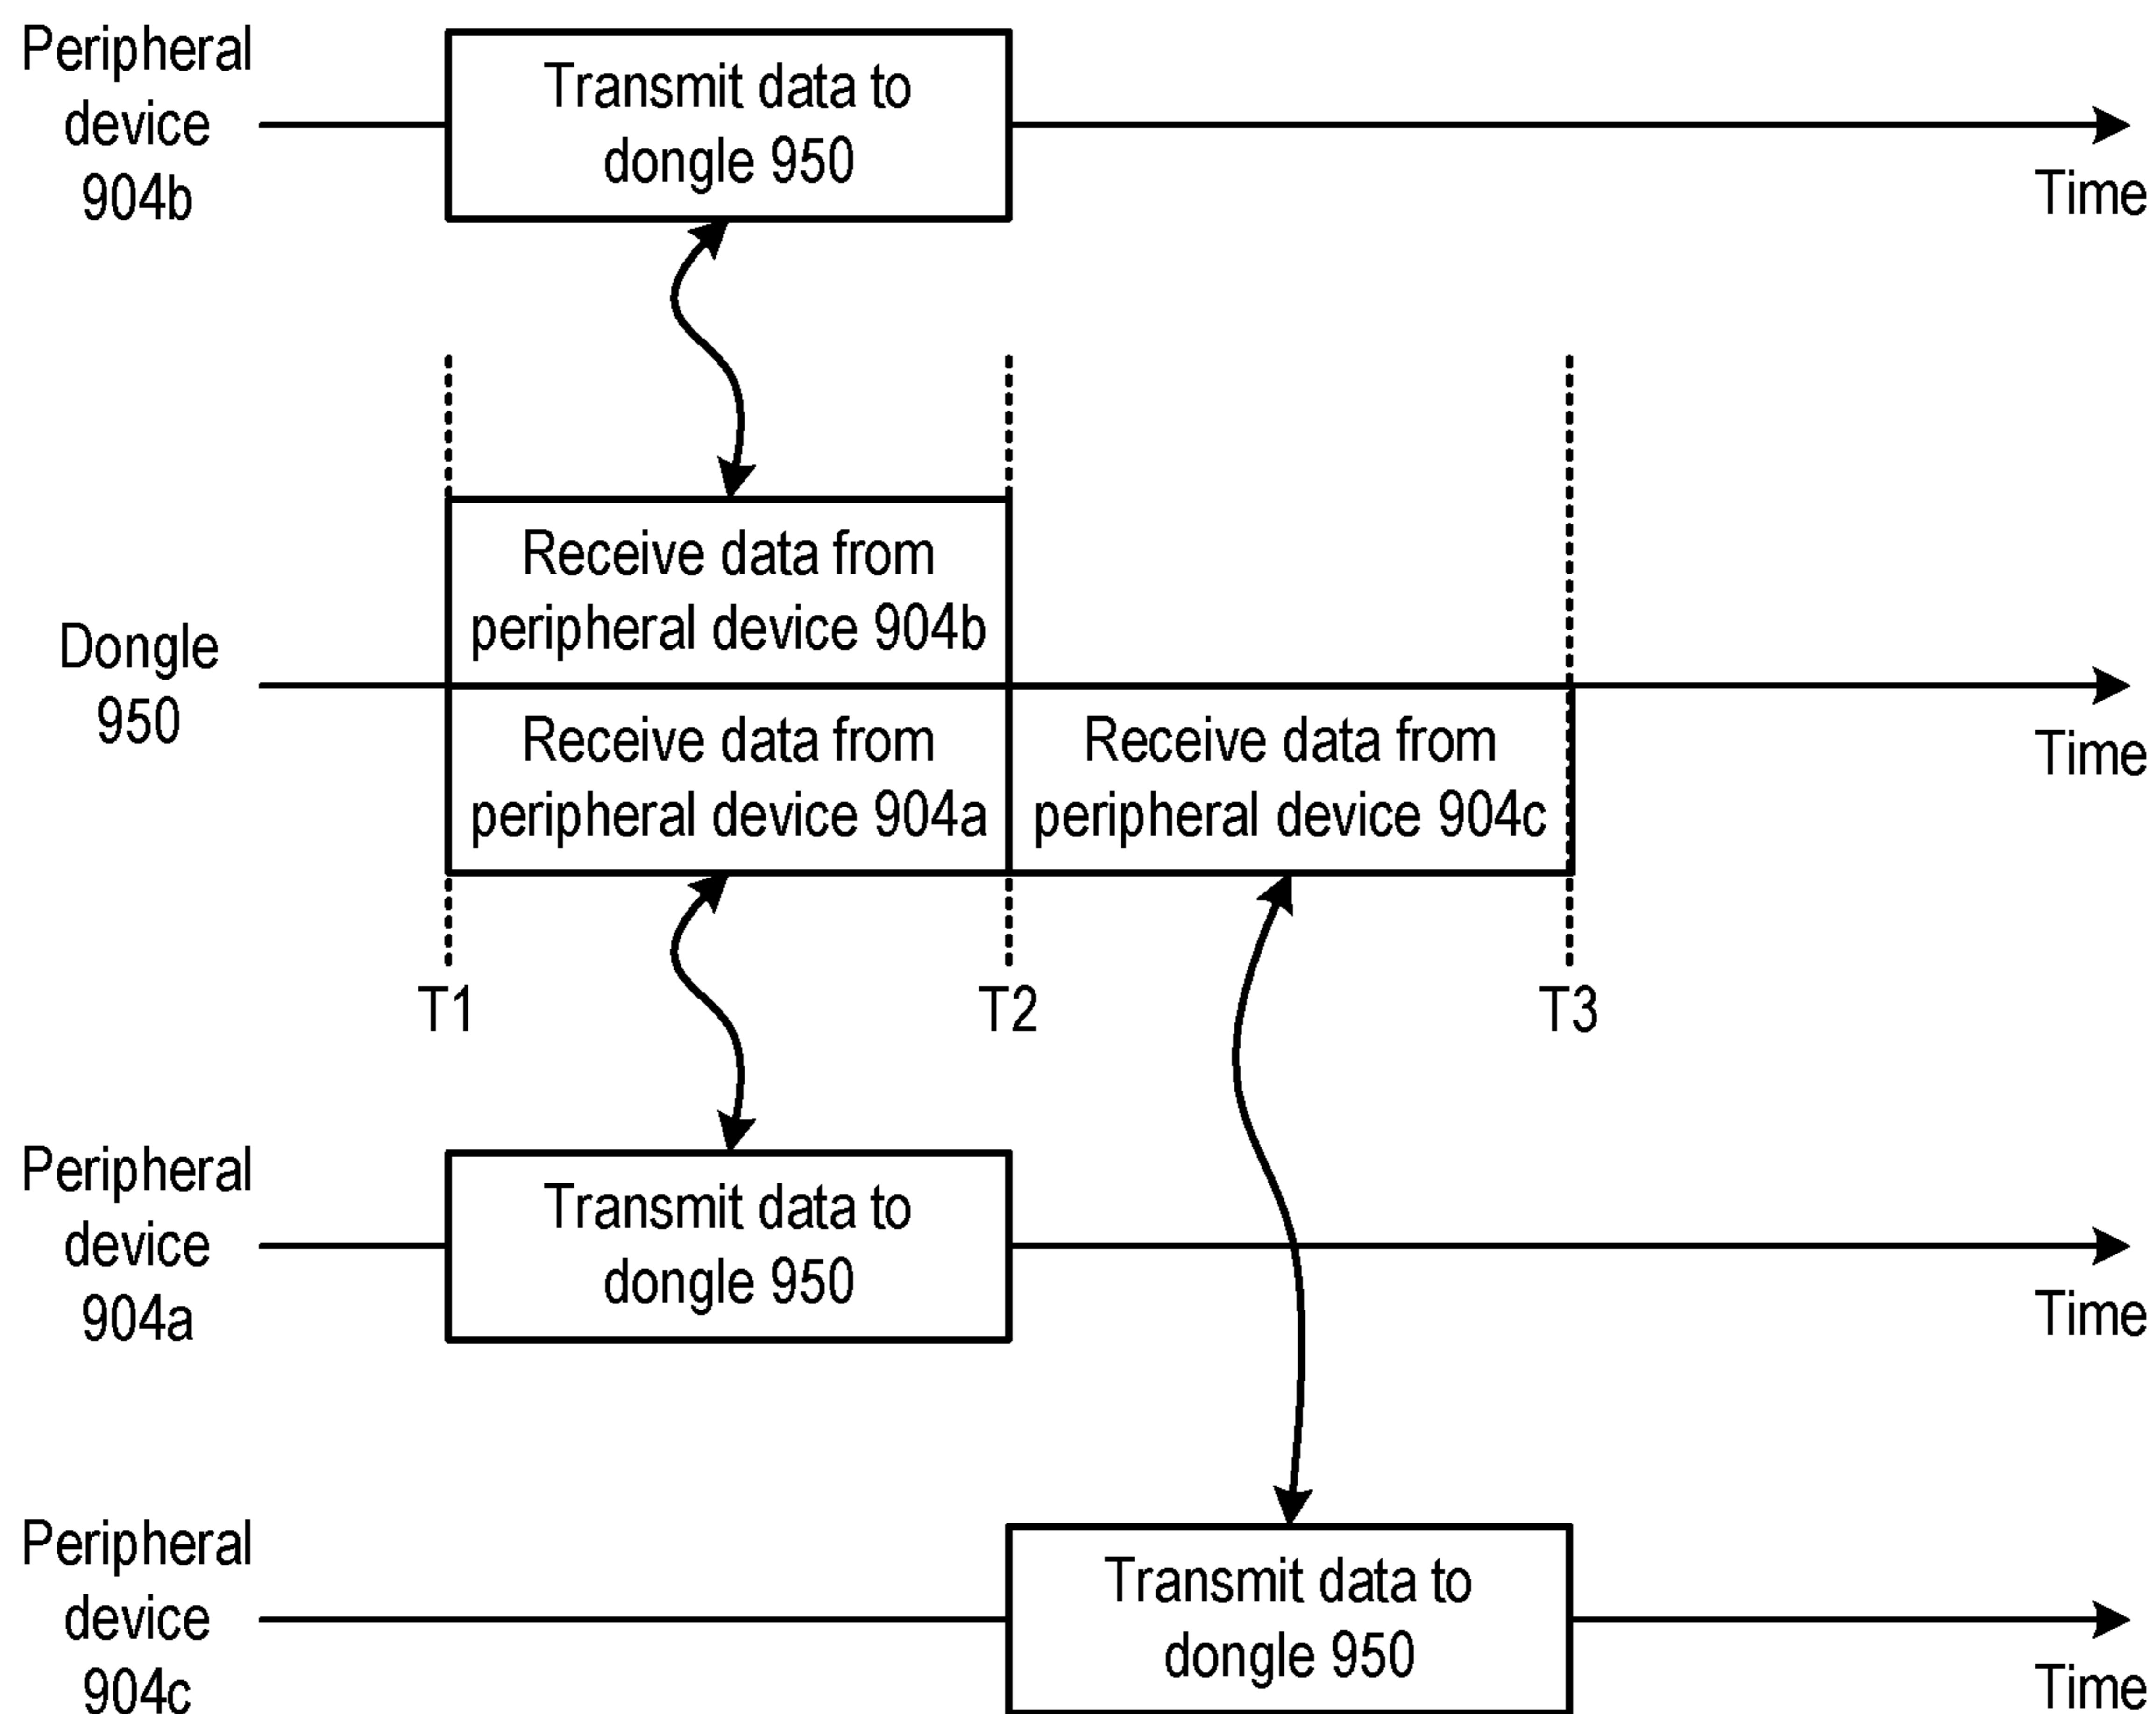 Peripheral
device
904b
Transmit data to
dongle 950
Time
Dongle
950
Receive data from
peripheral device 904b
Receive data from
peripheral device 904a
Receive data from
peripheral device 904c
Time
T1
T2
T3
Peripheral
device
904a
Transmit data to
dongle 950
Time
Peripheral
device
904c
Transmit data to
dongle 950
Time